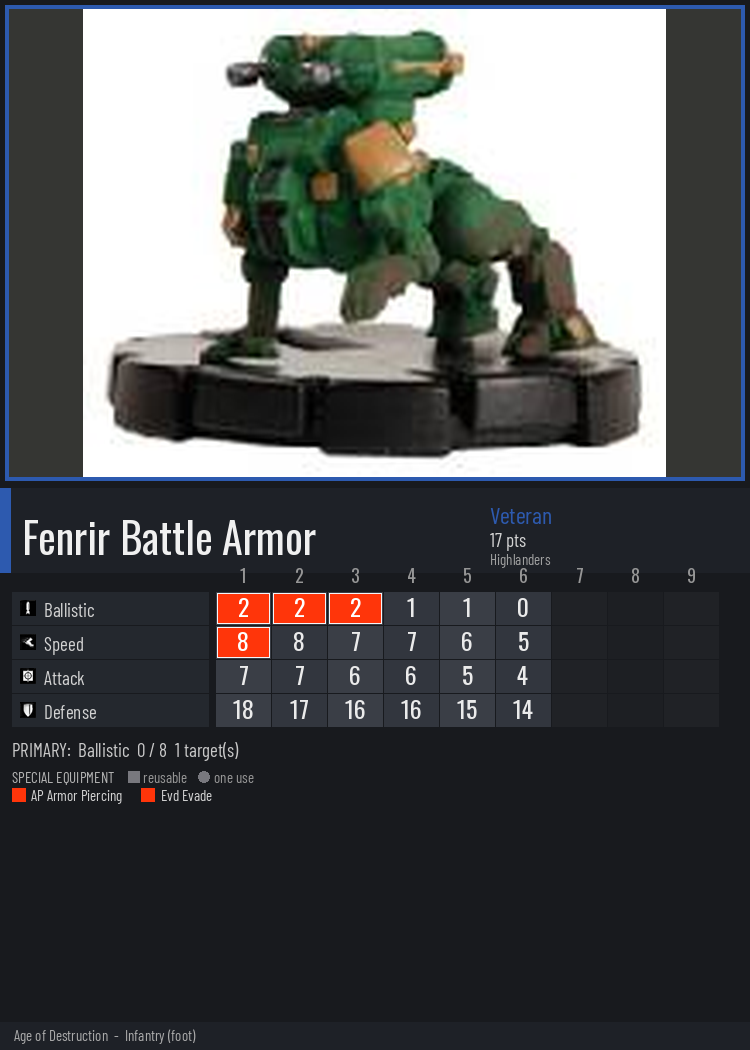 Fenrir Battle Armor
Veteran
17 pts
Highlanders
1 2 3 4 5 6 7 8 9
Ballistic 2 2 2 1 1 0
Speed 8 8 7 7 6 5
Attack 7 7 6 6 5 4
Defense 18 17 16 16 15 14
PRIMARY: Ballistic 0 / 8 1 target(s)
SPECIAL EQUIPMENT reusable one use
AP Armor Piercing Evd Evade
Age of Destruction - Infantry (foot)